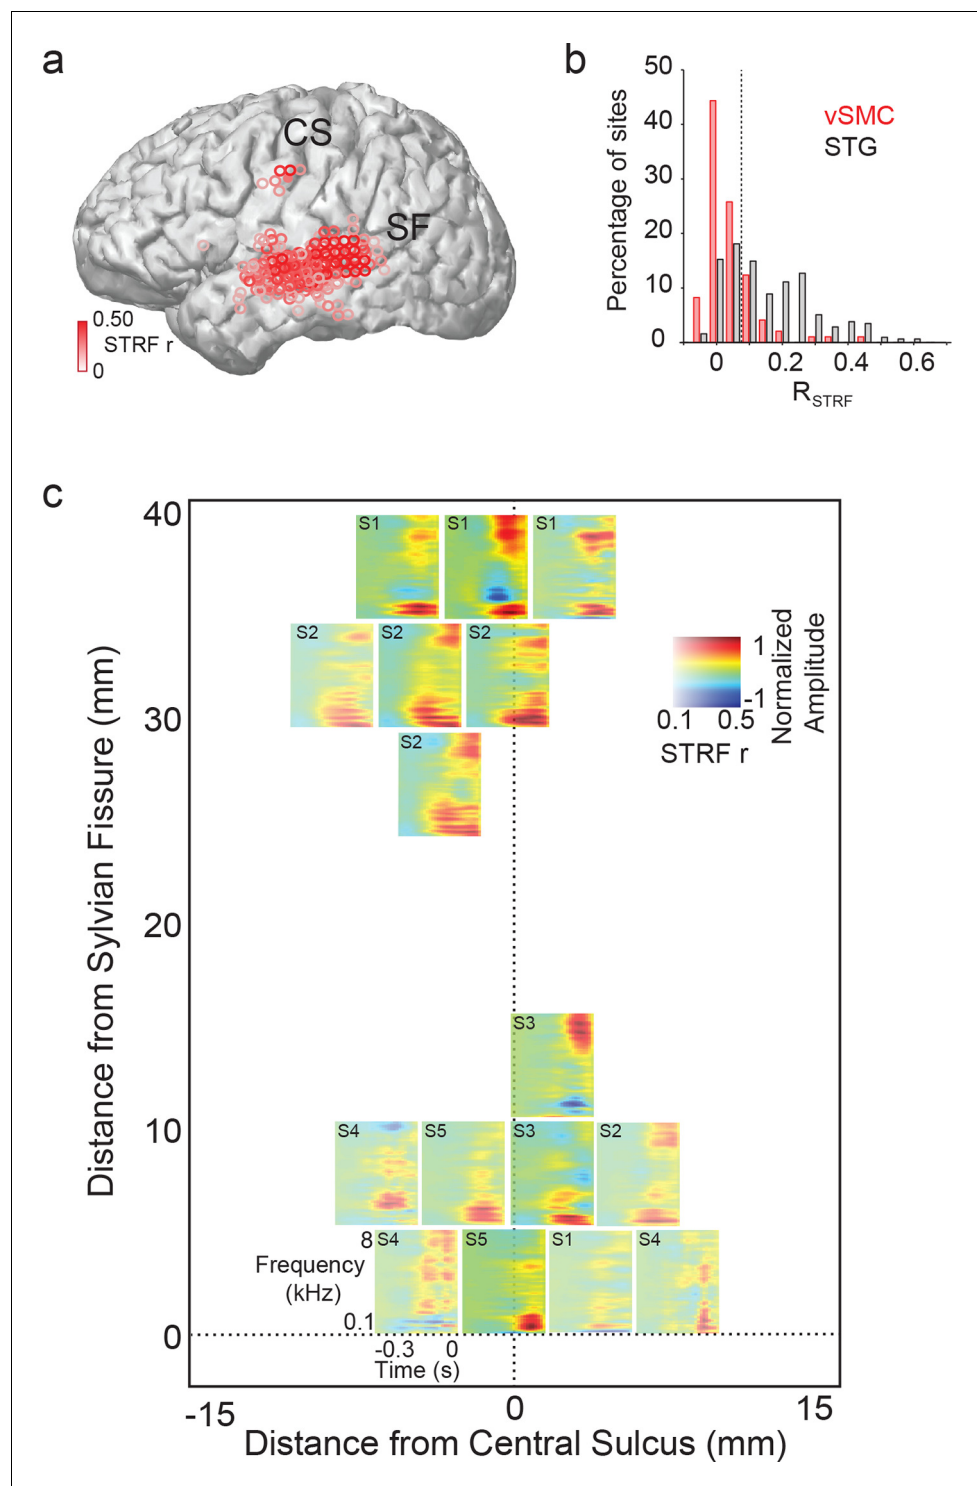 a
CS
SF
0.50
STRF r
0
b
50
40
30
20
10
0
Percentage of sites
vSMC
STG
0 0.2 0.4 0.6
RSTRF
c
40
30
20
10
0
Distance from Sylvian Fissure (mm)
S1 S1 S1
S2 S2 S2
S2
1
-1
Normalized
Amplitude
0.1 0.5
STRF r
S3
S4 S5 S3 S2
S4 S5 S1 S4
8
Frequency
(kHz)
0.1
-0.3 0
Time (s)
-15 0 15
Distance from Central Sulcus (mm)